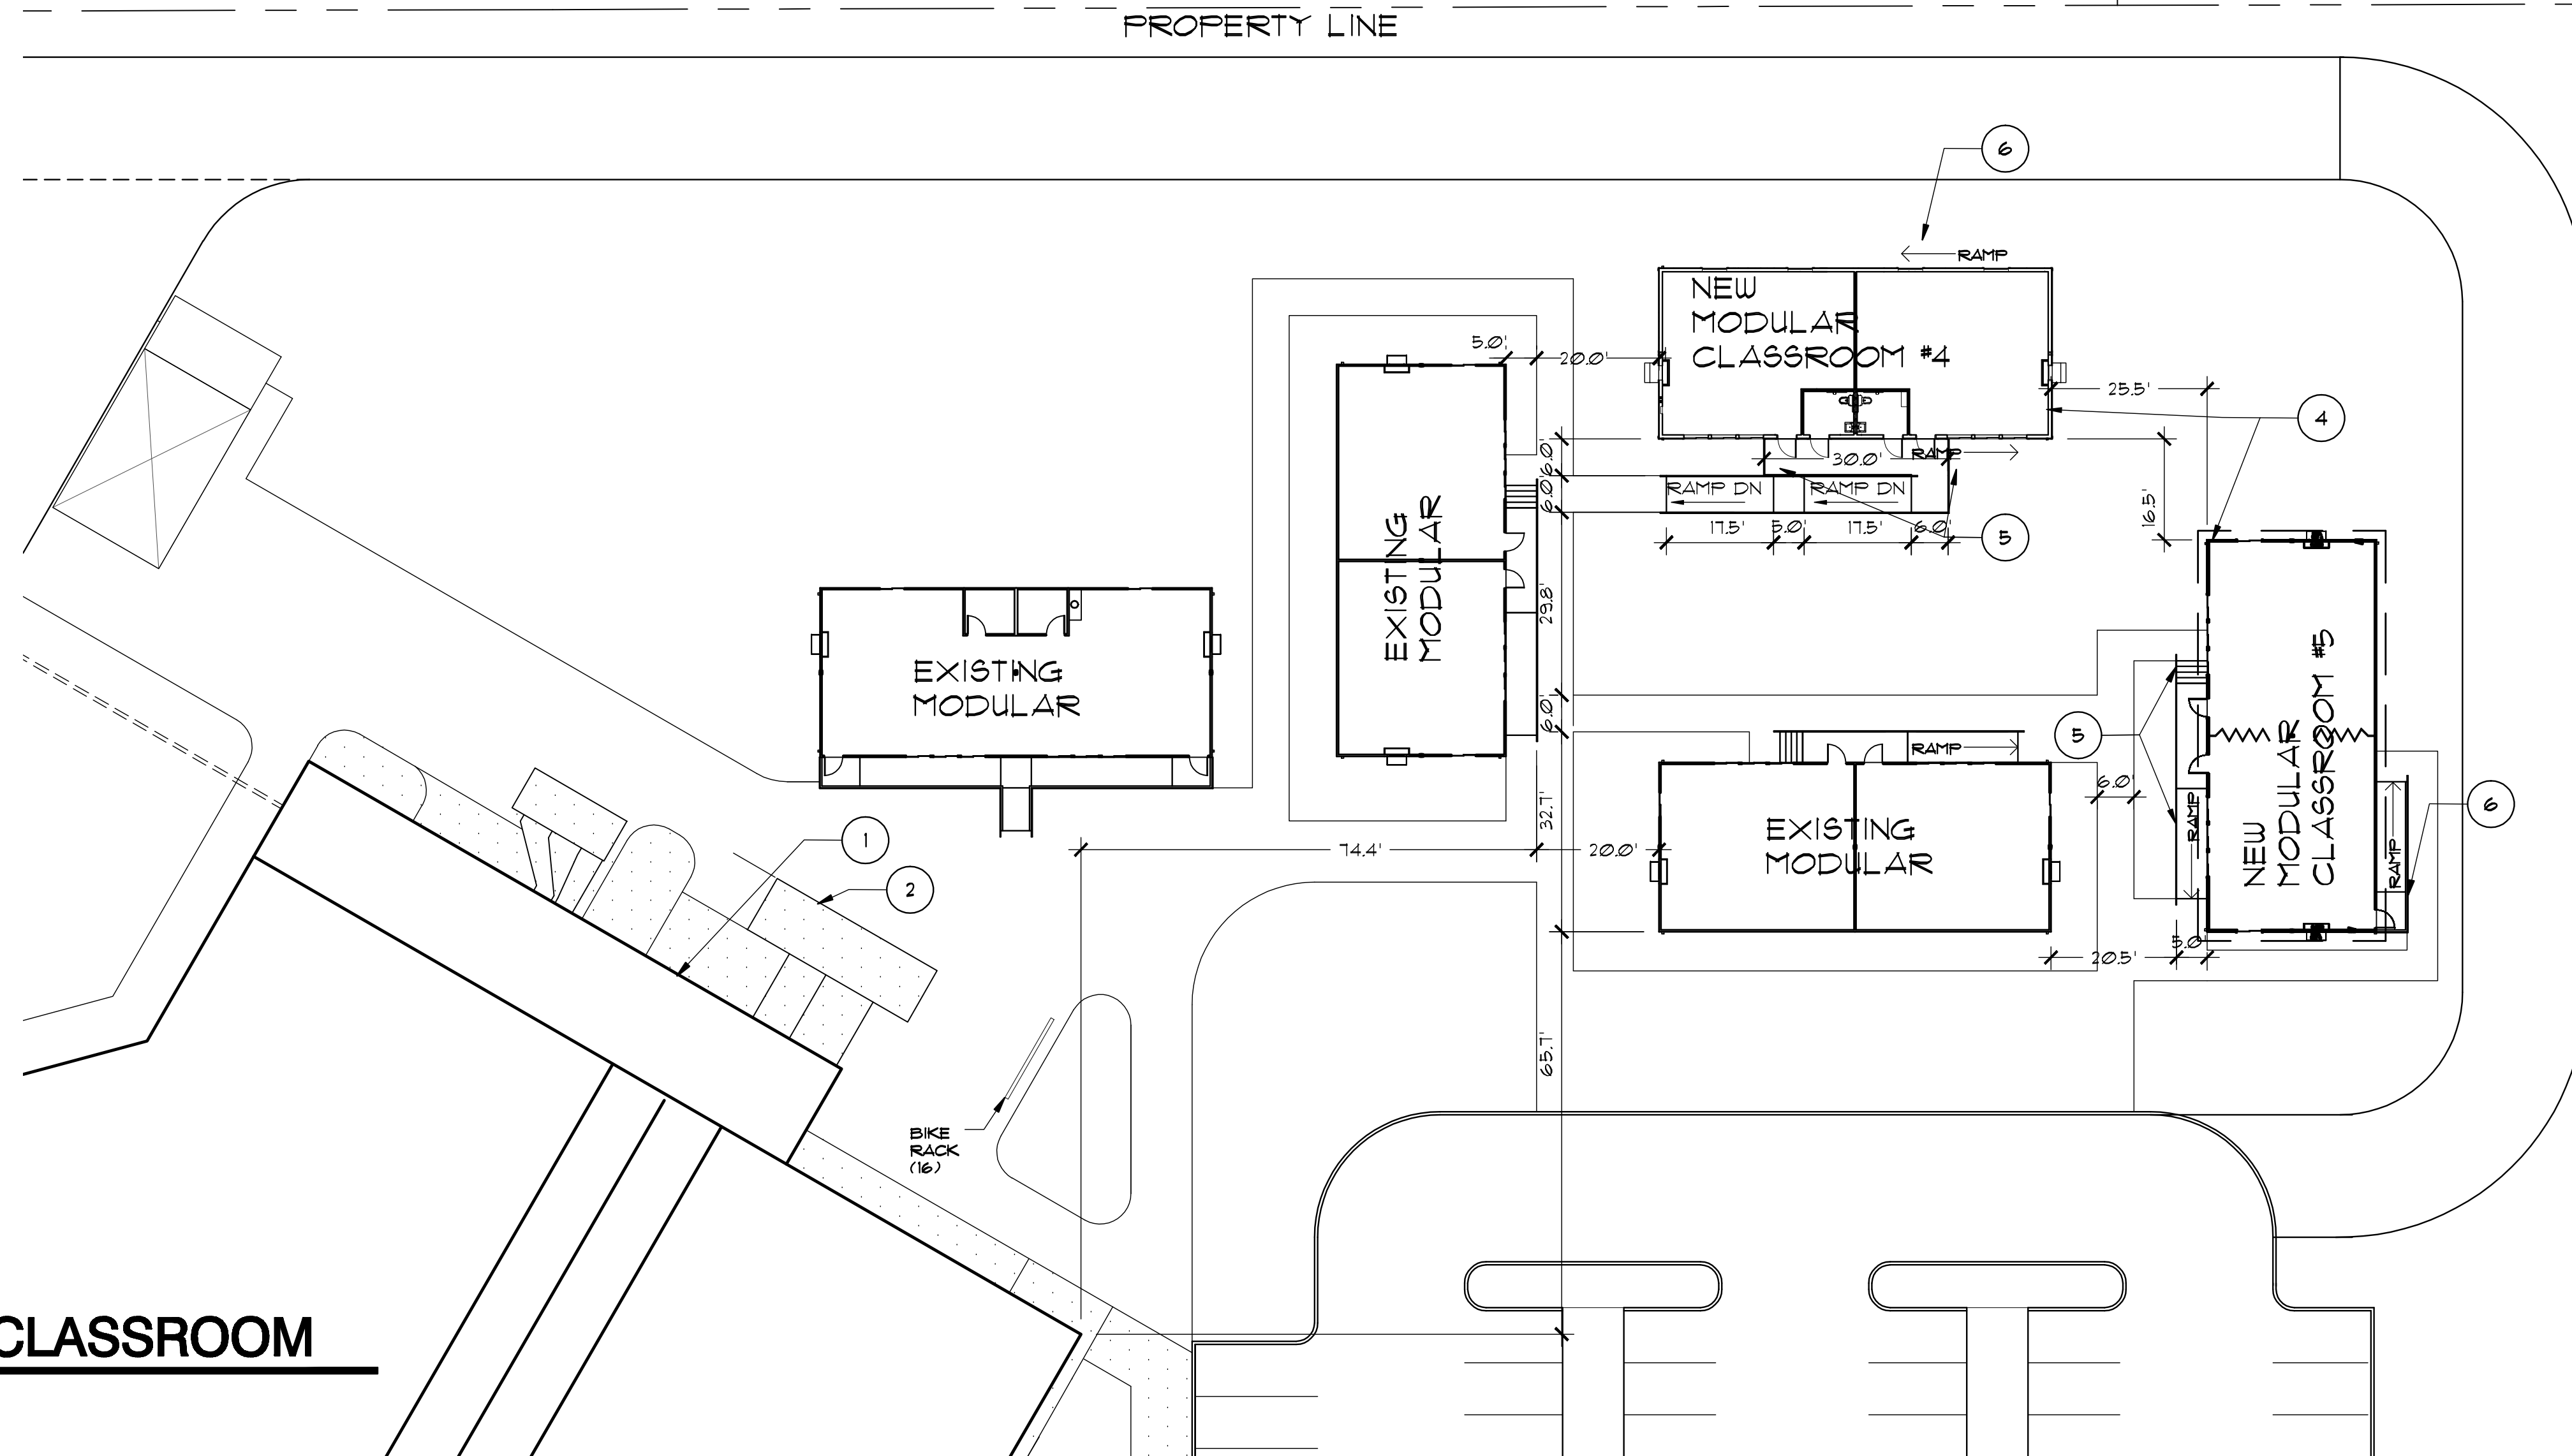 PROPERTY LINE
6
RAMP
NEW
MODULAR
CLASSROOM #4
5.0'
20.0'
25.5'
4
6.0'
30.0'
RAMP
6.0'
RAMP DN
RAMP DN
17.5'
5.0'
17.5'
6.0'
5
16.5'
EXISTING
MODULAR
29.8'
EXISTING
MODULAR
6.0'
RAMP
5
6.0'
RAMP
NEW
MODULAR
CLASSROOM #5
RAMP
6
1
2
74.4'
32.7'
20.0'
EXISTING
MODULAR
20.5'
5.0'
65.7'
BIKE
RACK
(16)
CLASSROOM